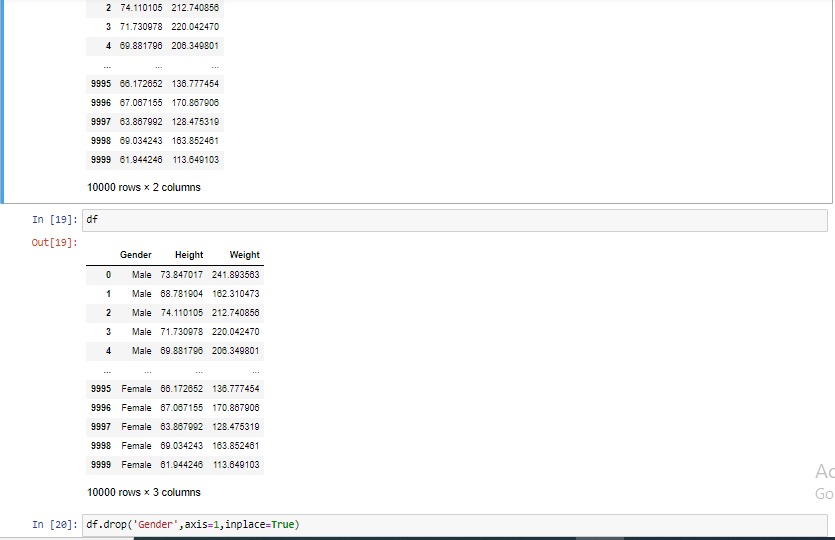 2 74.110105 212.740856
3 71.730978 220.042470
4 69.881796 206.349801
... ... ...
9995 66.172652 136.777454
9996 67.067155 170.867906
9997 63.867992 128.475319
9998 69.034243 163.852461
9999 61.944246 113.649103
10000 rows × 2 columns
In [19]: df
Out[19]:
Gender Height Weight
0 Male 73.847017 241.893563
1 Male 68.781904 162.310473
2 Male 74.110105 212.740856
3 Male 71.730978 220.042470
4 Male 69.881796 206.349801
... ... ... ...
9995 Female 66.172652 136.777454
9996 Female 67.067155 170.867906
9997 Female 63.867992 128.475319
9998 Female 69.034243 163.852461
9999 Female 61.944246 113.649103
Ac
10000 rows × 3 columns
Go
In [20]: df.drop('Gender',axis=1,inplace=True)